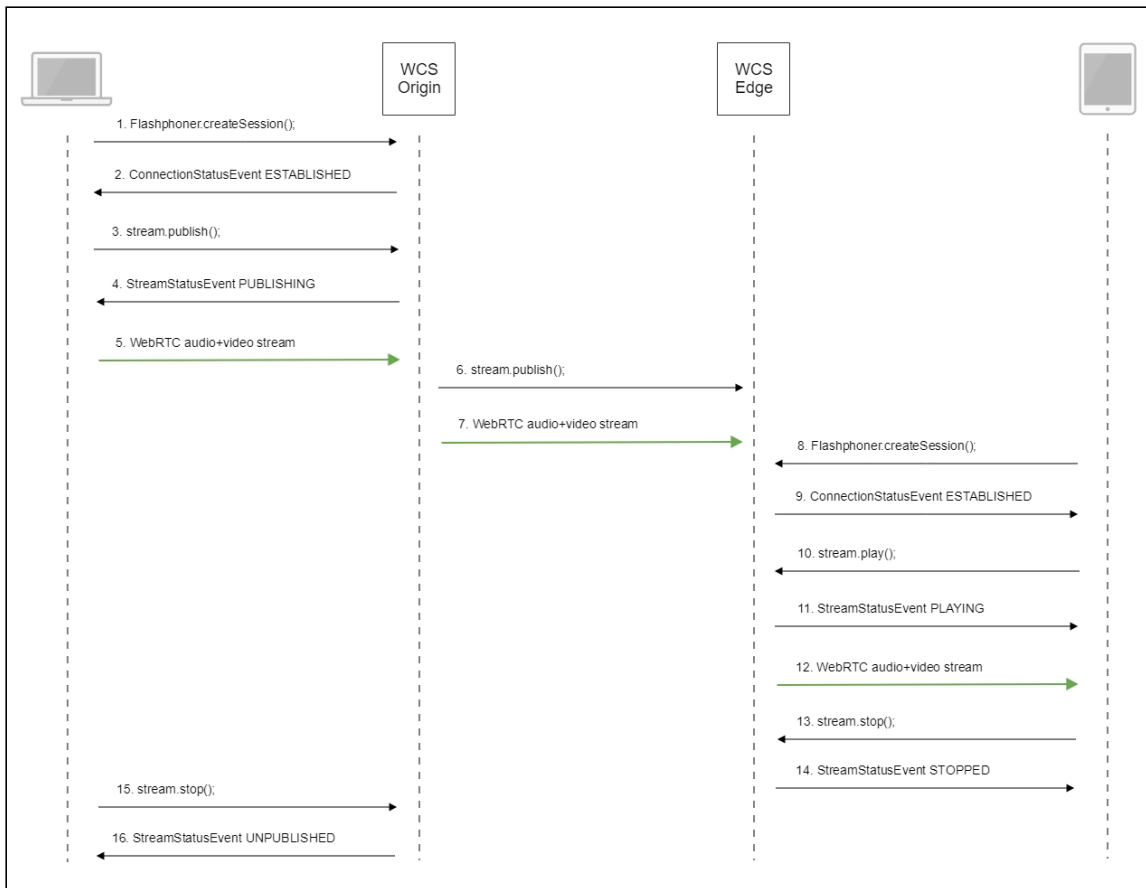 WCS
Origin
WCS
Edge
1. Flashphoner.createSession();
2. ConnectionStatusEvent ESTABLISHED
3. stream.publish();
4. StreamStatusEvent PUBLISHING
5. WebRTC audio+video stream
6. stream.publish();
7. WebRTC audio+video stream
8. Flashphoner.createSession();
9. ConnectionStatusEvent ESTABLISHED
10. stream.play();
11. StreamStatusEvent PLAYING
12. WebRTC audio+video stream
13. stream.stop();
14. StreamStatusEvent STOPPED
15. stream.stop();
16. StreamStatusEvent UNPUBLISHED